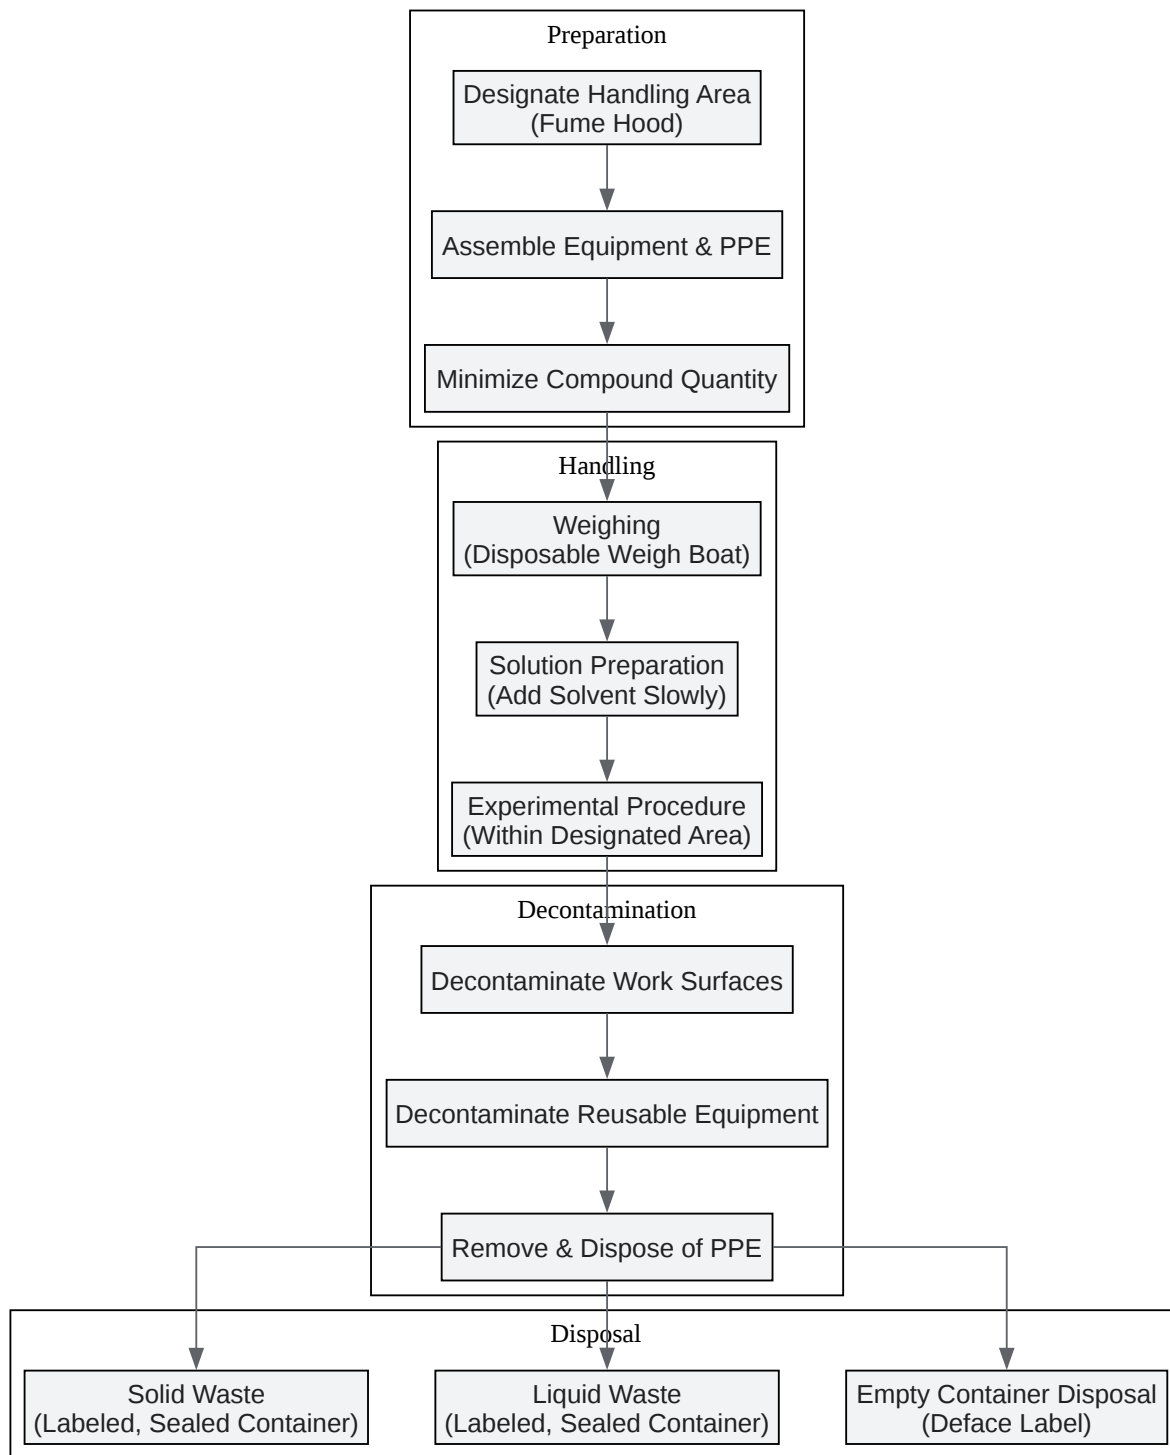 Preparation
Designate Handling Area
(Fume Hood)
Assemble Equipment & PPE
Minimize Compound Quantity
Handling
Weighing
(Disposable Weigh Boat)
Solution Preparation
(Add Solvent Slowly)
Experimental Procedure
(Within Designated Area)
Decontamination
Decontaminate Work Surfaces
Decontaminate Reusable Equipment
Remove & Dispose of PPE
Disposal
Solid Waste
(Labeled, Sealed Container)
Liquid Waste
(Labeled, Sealed Container)
Empty Container Disposal
(Deface Label)